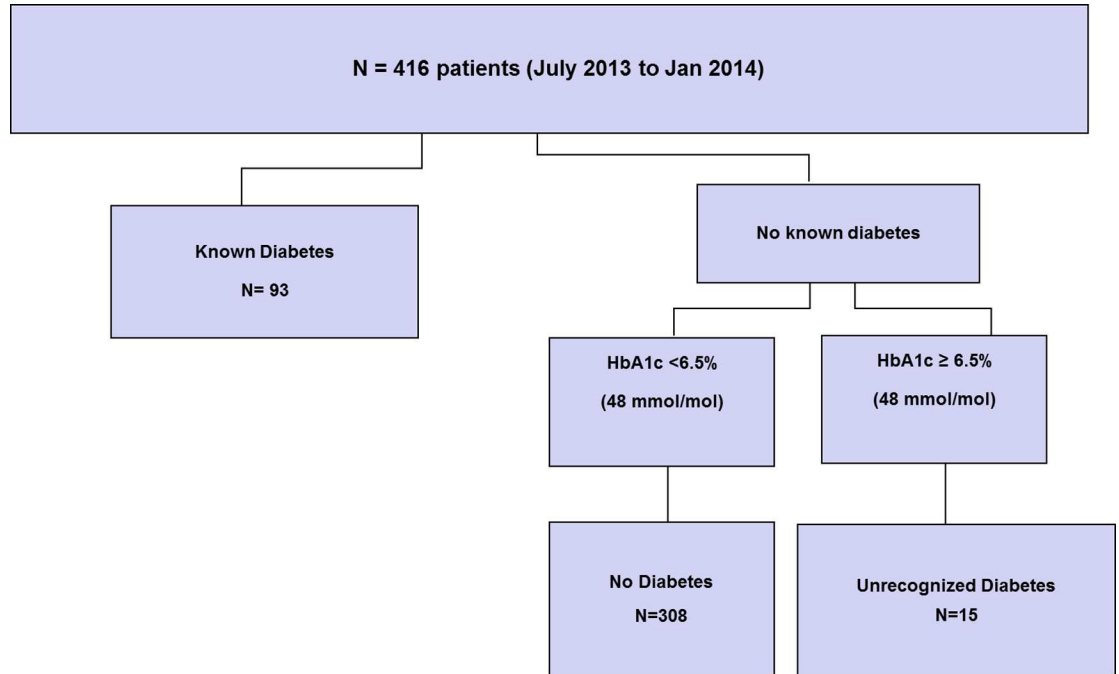 N = 416 patients (July 2013 to Jan 2014)
Known Diabetes
N= 93
No known diabetes
HbA1c <6.5%
(48 mmol/mol)
HbA1c ≥ 6.5%
(48 mmol/mol)
No Diabetes
N=308
Unrecognized Diabetes
N=15